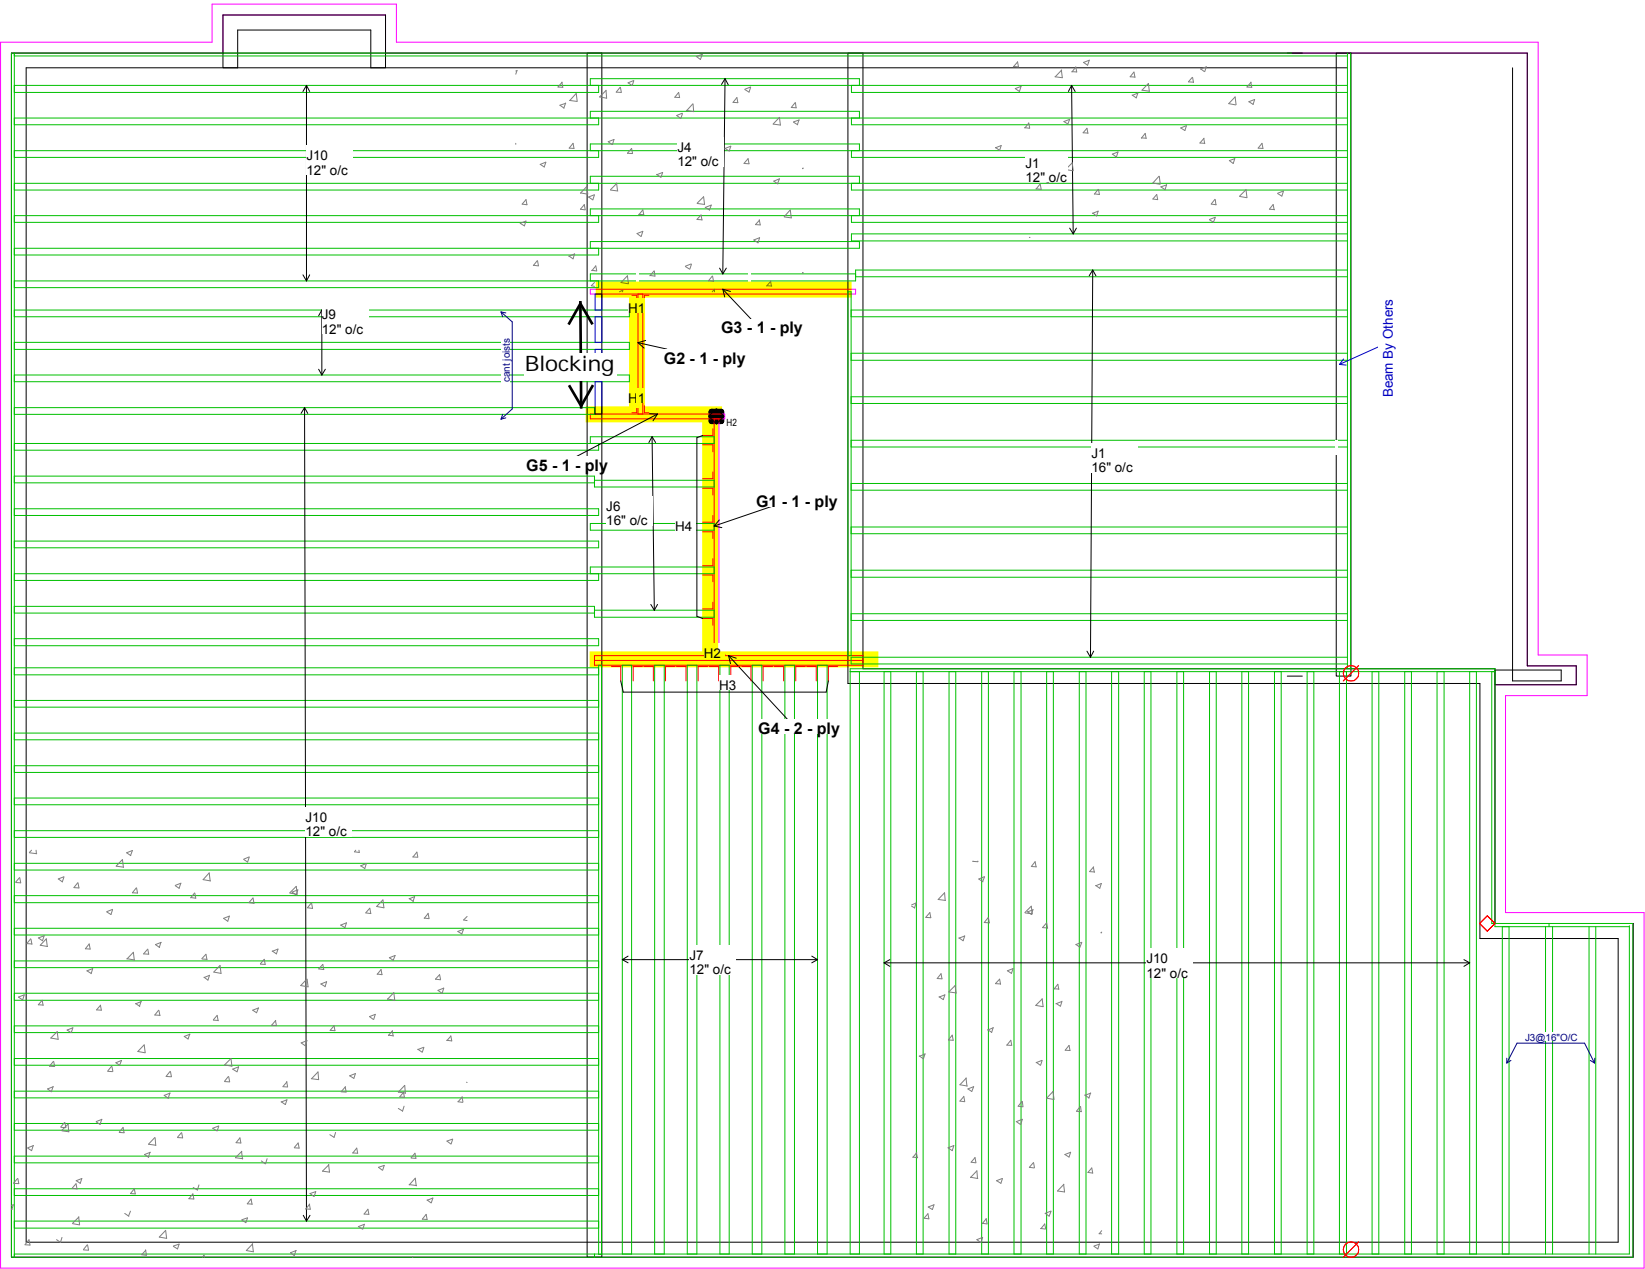 J10
12" o/c
J4
12" o/c
J1
12" o/c
H1
J9
12" o/c
G3 - 1 - ply
cant joists
Blocking
G2 - 1 - ply
Beam By Others
H1
H2
G5 - 1 - ply
J1
16" o/c
G1 - 1 - ply
J6
16" o/c
H4
H2
H3
G4 - 2 - ply
J10
12" o/c
J7
12" o/c
J10
12" o/c
J3@16"O/C